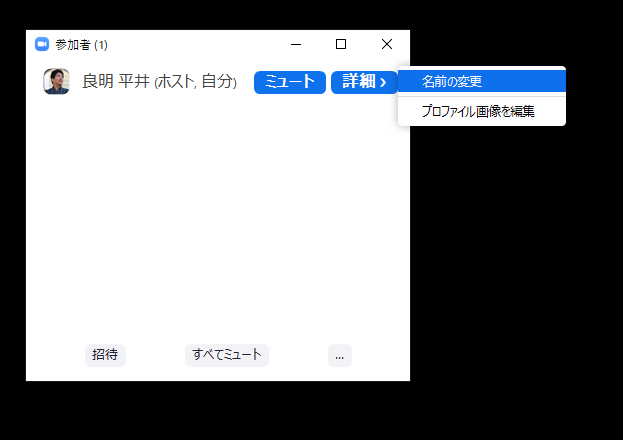 参加者 (1)
良明 平井 (ホスト, 自分)
ミュート
詳細 ›
名前の変更
プロファイル画像を編集
招待
すべてミュート
...